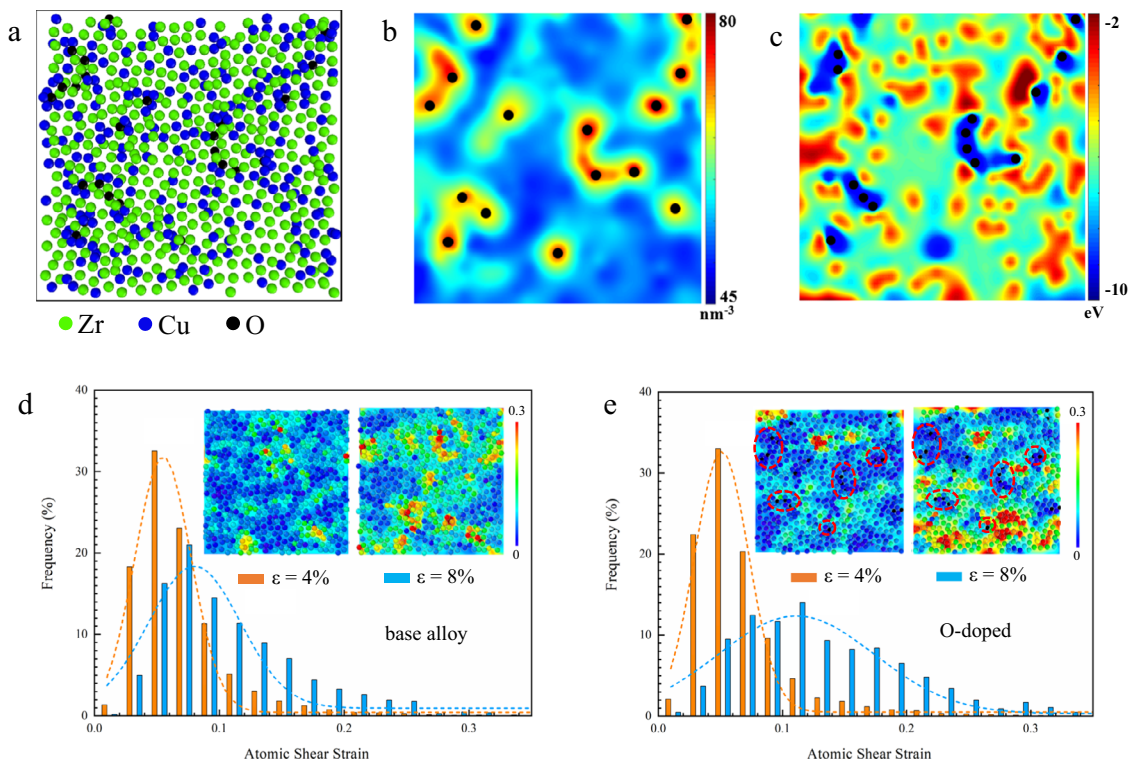 a
b
c
80
-2
45
nm-3
-10
eV
Zr Cu O
d
e
40
30
20
10
0
Frequency (%)
0.3
0
ε = 4% ε = 8%
base alloy
0.1 0.2 0.3
Atomic Shear Strain
40
30
20
10
0
Frequency (%)
0.3
0
ε = 4% ε = 8%
O-doped
0.1 0.2 0.3
Atomic Shear Strain